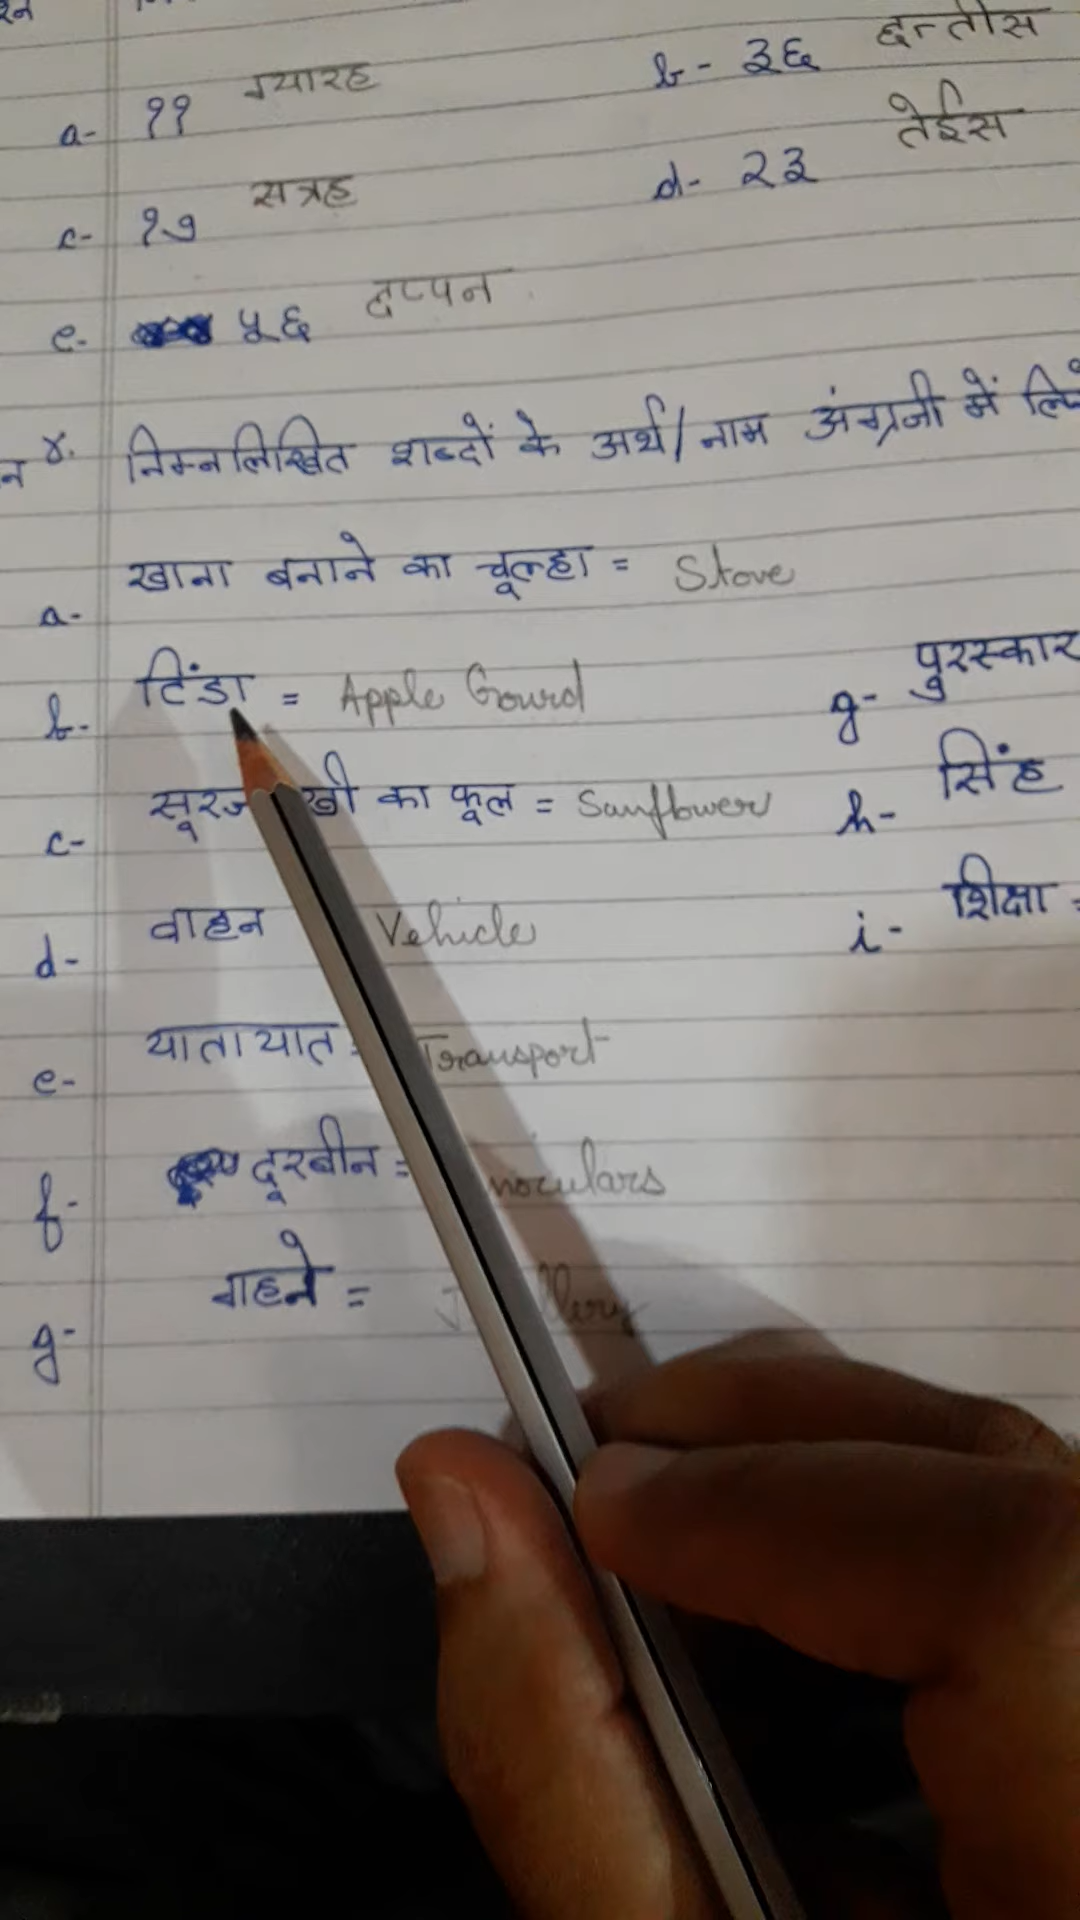 a- ११ ग्यारह b- ३६ छत्तीस
c- १७ सत्रह d- २३ तेईस
e- ५६ छप्पन
४. निम्नलिखित शब्दों के अर्थ/नाम अंग्रजी में
a- खाना बनाने का चूल्हा = Stove
b- टिंडा = Apple Gourd g- पुरस्कार
c- का फूल = Sunflower h- सिंह
d- वाहन Vehicle i- शिक्षा =
e- यातायात = Transport
f- दूरबीन =
g- गहने =